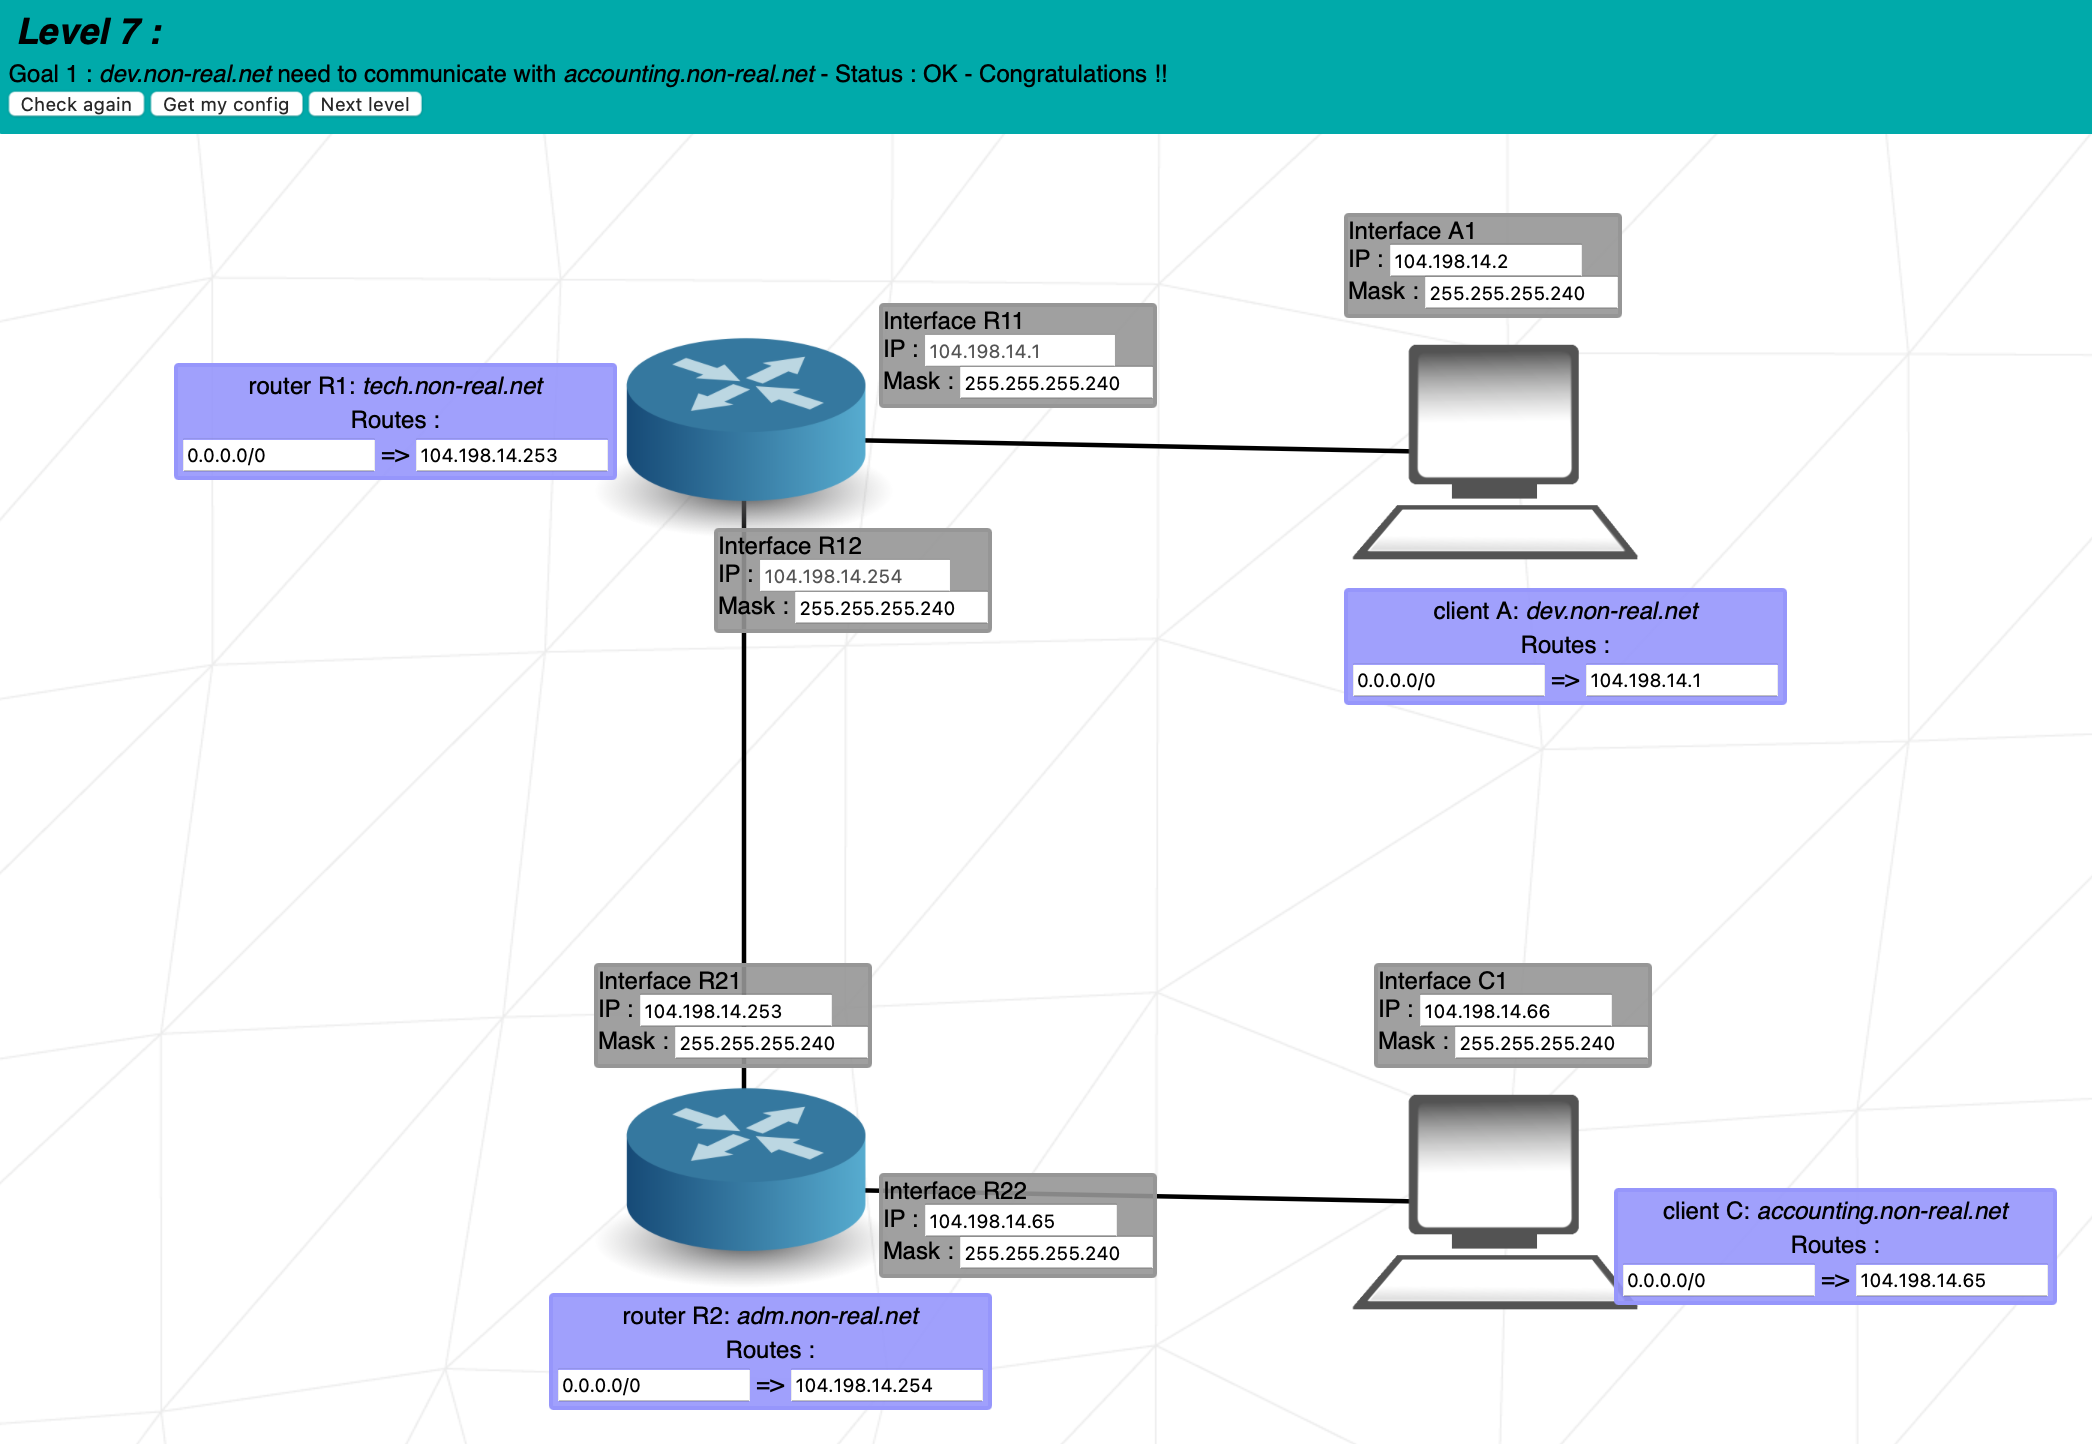 Level 7 :
Goal 1 : dev.non-real.net need to communicate with accounting.non-real.net - Status : OK - Congratulations !!
Check again Get my config Next level
Interface A1
IP : 104.198.14.2
Mask : 255.255.255.240
Interface R11
IP : 104.198.14.1
Mask : 255.255.255.240
router R1: tech.non-real.net
Routes :
0.0.0.0/0 => 104.198.14.253
Interface R12
IP : 104.198.14.254
Mask : 255.255.255.240
client A: dev.non-real.net
Routes :
0.0.0.0/0 => 104.198.14.1
Interface R21
IP : 104.198.14.253
Mask : 255.255.255.240
Interface C1
IP : 104.198.14.66
Mask : 255.255.255.240
Interface R22
IP : 104.198.14.65
Mask : 255.255.255.240
client C: accounting.non-real.net
Routes :
0.0.0.0/0 => 104.198.14.65
router R2: adm.non-real.net
Routes :
0.0.0.0/0 => 104.198.14.254